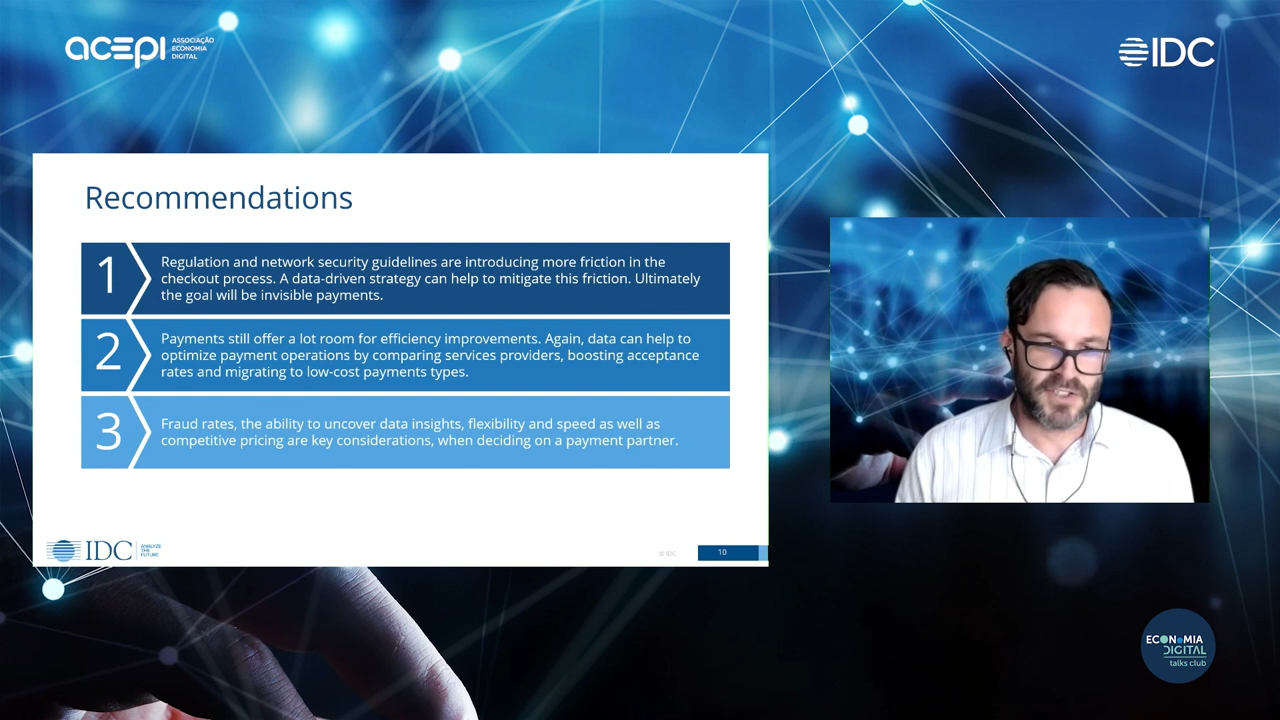 acepi
ASSOCIAÇÃO
ECONOMIA
DIGITAL
IDC
Recommendations
1
Regulation and network security guidelines are introducing more friction in the
checkout process. A data-driven strategy can help to mitigate this friction. Ultimately
the goal will be invisible payments.
2
Payments still offer a lot room for efficiency improvements. Again, data can help to
optimize payment operations by comparing services providers, boosting acceptance
rates and migrating to low-cost payments types.
3
Fraud rates, the ability to uncover data insights, flexibility and speed as well as
competitive pricing are key considerations, when deciding on a payment partner.
IDC
ANALYZE
THE
FUTURE
© IDC
10
ECONOMIA
DIGITAL
talks club